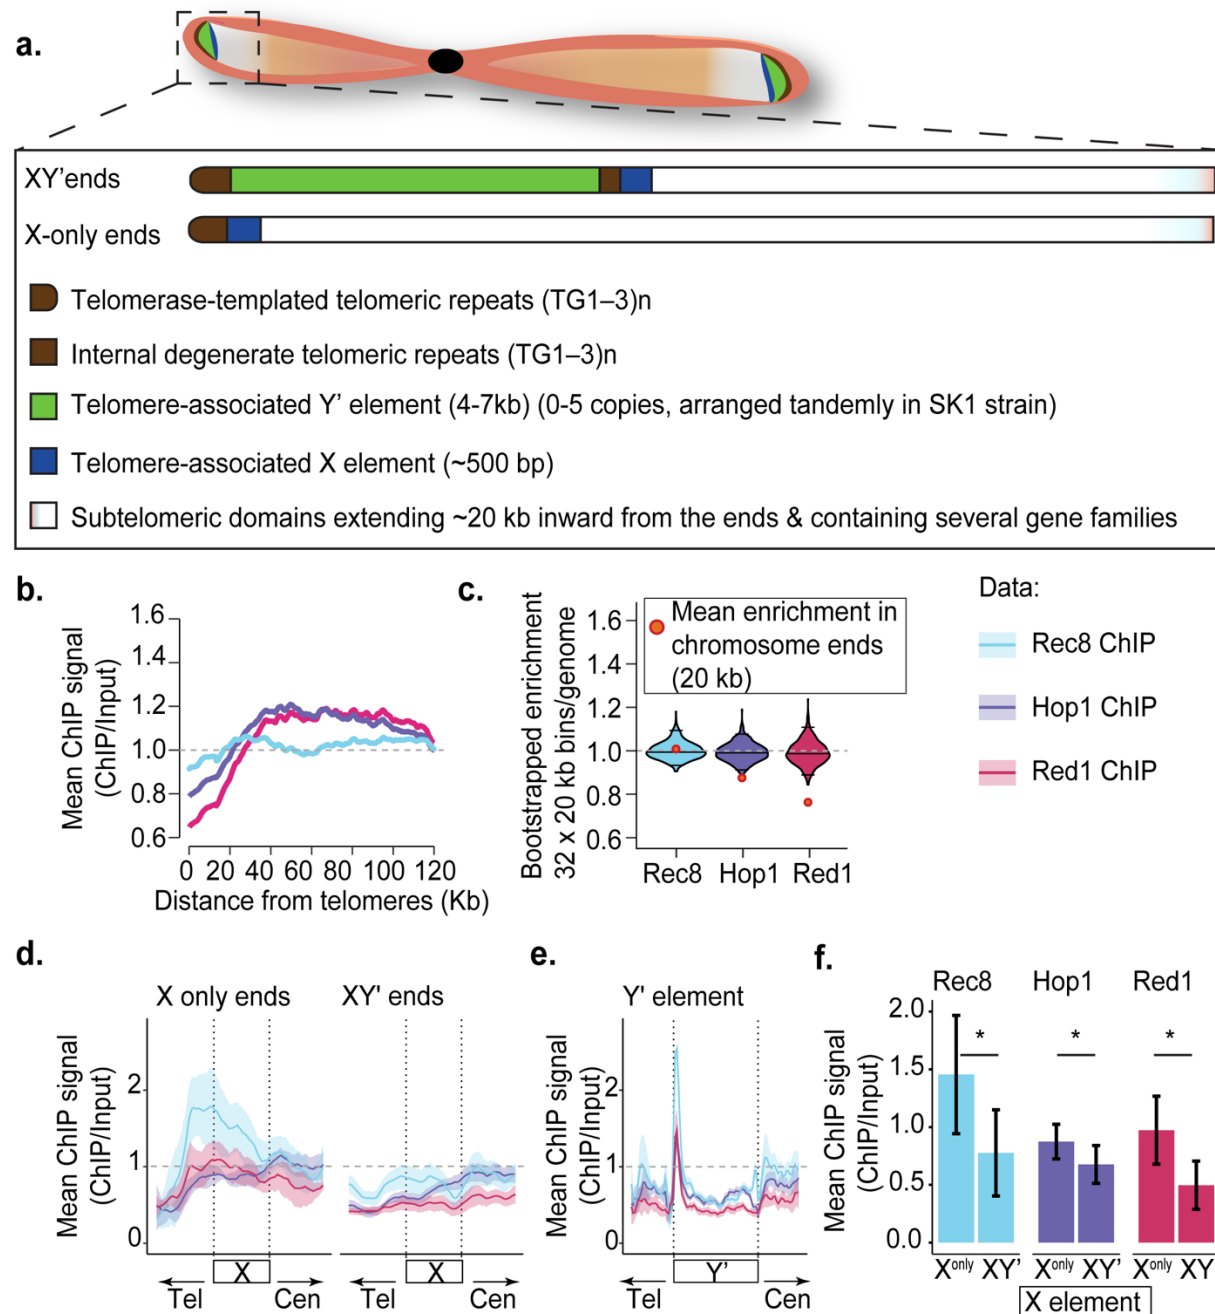 a.
XY'ends
X-only ends
Telomerase-templated telomeric repeats (TG1–3)n
Internal degenerate telomeric repeats (TG1–3)n
Telomere-associated Y' element (4-7kb) (0-5 copies, arranged tandemly in SK1 strain)
Telomere-associated X element (~500 bp)
Subtelomeric domains extending ~20 kb inward from the ends & containing several gene families
b.
Mean ChIP signal
(ChIP/Input)
1.6
1.4
1.2
1.0
0.8
0.6
0 20 40 60 80 100 120
Distance from telomeres (Kb)
c.
Bootstrapped enrichment
32 x 20 kb bins/genome
1.6
1.4
1.2
1.0
0.8
0.6
Mean enrichment in
chromosome ends
(20 kb)
Rec8 Hop1 Red1
Data:
Rec8 ChIP
Hop1 ChIP
Red1 ChIP
d.
X only ends XY' ends
Mean ChIP signal
(ChIP/Input)
2
1
0
X X
Tel Cen Tel Cen
e.
Y' element
Mean ChIP signal
(ChIP/Input)
2
1
0
Y'
Tel Cen
f.
Rec8 Hop1 Red1
Mean ChIP signal
(ChIP/Input)
2.0
1.5
1.0
0.5
0.0
* * *
Xonly XY' Xonly XY' Xonly XY'
X element